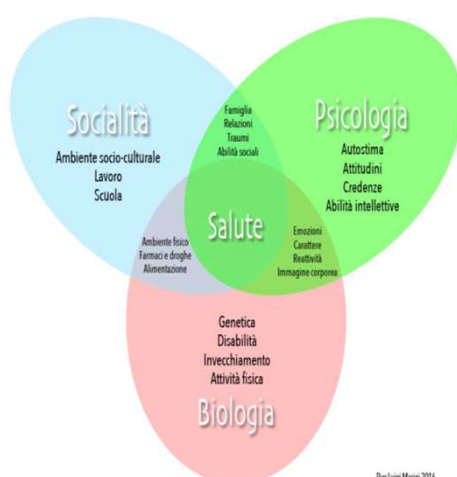 Socialità
Ambiente socio-culturale
Lavoro
Scuola
Famiglia
Relazioni
Traumi
Abilità sociali
Psicologia
Autostima
Attitudini
Credenze
Abilità intellettive
Salute
Ambiente fisico
Farmaci e droghe
Alimentazione
Emozioni
Carattere
Reattività
Immagine corporea
Genetica
Disabilità
Invecchiamento
Attività fisica
Biologia